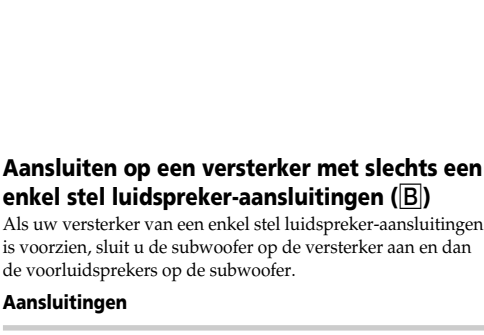 Aansluiten op een versterker met slechts een
enkel stel luidspreker-aansluitingen (B)
Als uw versterker van een enkel stel luidspreker-aansluitingen
is voorzien, sluit u de subwoofer op de versterker aan en dan
de voorluidsprekers op de subwoofer.
Aansluitingen